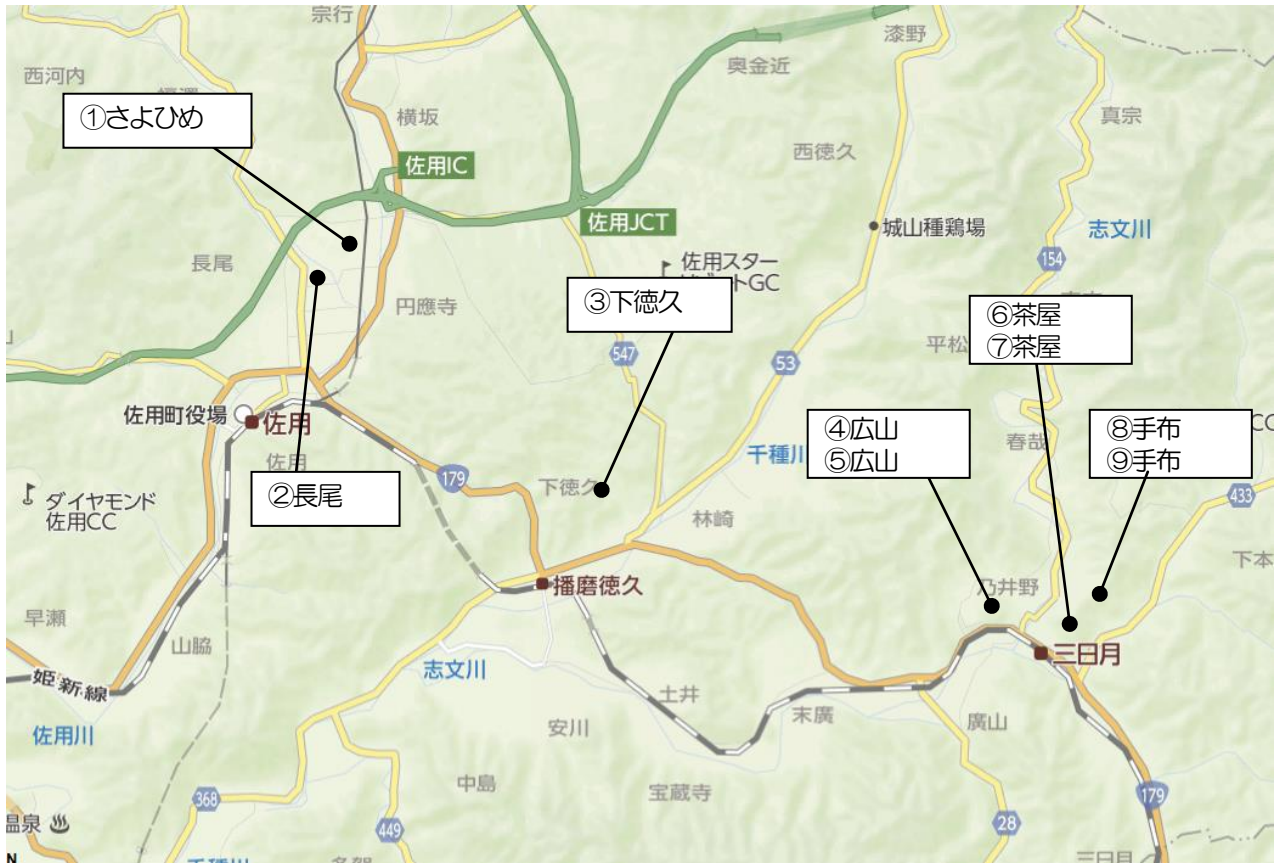 宗行
漆野
奥金近
西河内
①さよひめ
横坂
真宗
西徳久
佐用IC
佐用JCT
城山種鶏場
志文川
154
長尾
佐用スター
GC
③下徳久
円應寺
⑥茶屋
⑦茶屋
平松
547
53
佐用町役場
佐用
佐用
④広山
⑤広山
春哉
⑧手布
⑨手布
千種川
②長尾
179
下徳久
433
ダイヤモンド
佐用CC
林崎
下本
播磨徳久
乃井野
早瀬
山脇
三日月
姫新線
志文川
土井
末廣
廣山
佐用川
安川
中島
宝蔵寺
368
179
温泉
449
28
N
千種川
三日月